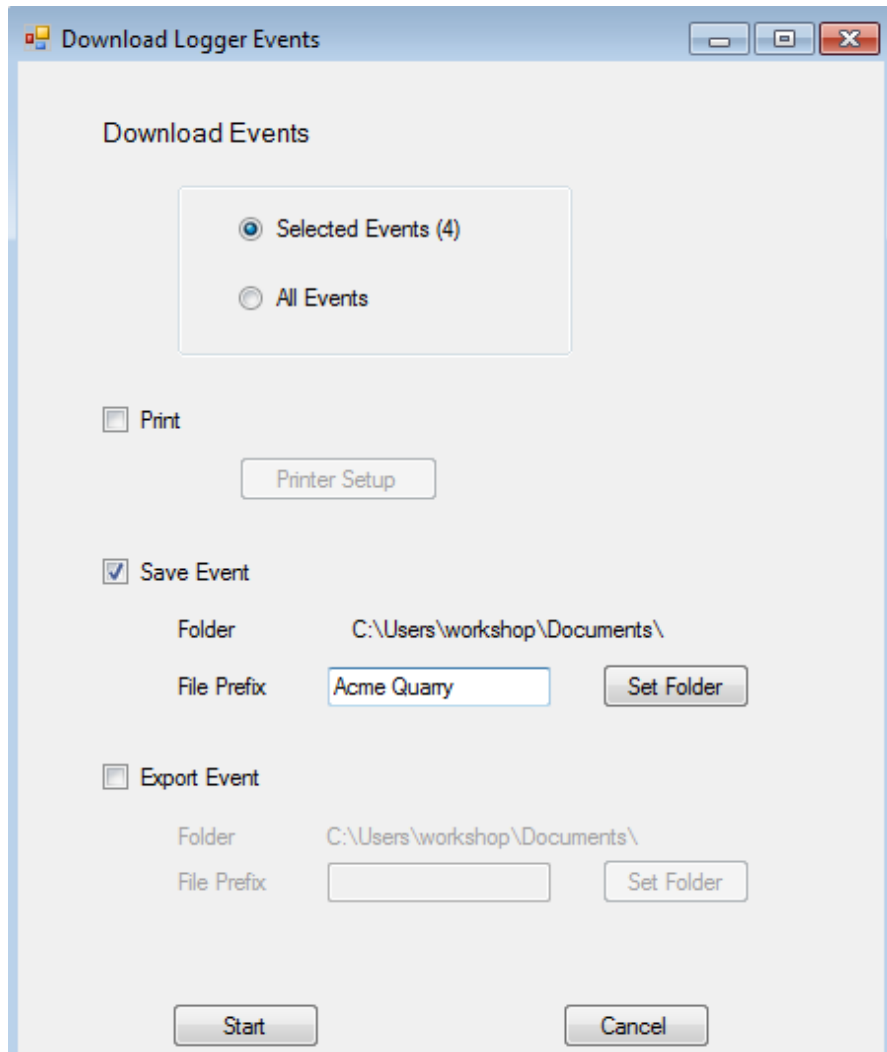 Download Logger Events
Download Events
Selected Events (4)
All Events
Print
Printer Setup
Save Event
Folder C:\Users\workshop\Documents\
File Prefix Acme Quarry Set Folder
Export Event
Folder C:\Users\workshop\Documents\
File Prefix Set Folder
Start Cancel